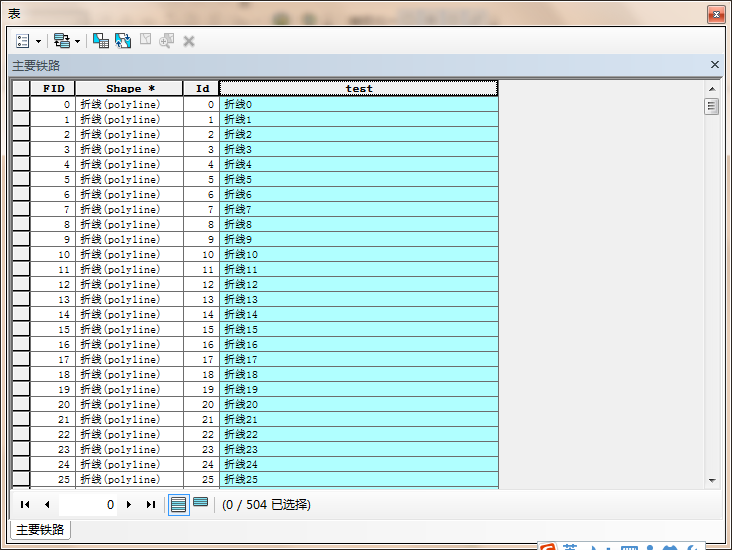 表
主要铁路
FID Shape * Id test
0 折线(polyline) 0 折线0
1 折线(polyline) 1 折线1
2 折线(polyline) 2 折线2
3 折线(polyline) 3 折线3
4 折线(polyline) 4 折线4
5 折线(polyline) 5 折线5
6 折线(polyline) 6 折线6
7 折线(polyline) 7 折线7
8 折线(polyline) 8 折线8
9 折线(polyline) 9 折线9
10 折线(polyline) 10 折线10
11 折线(polyline) 11 折线11
12 折线(polyline) 12 折线12
13 折线(polyline) 13 折线13
14 折线(polyline) 14 折线14
15 折线(polyline) 15 折线15
16 折线(polyline) 16 折线16
17 折线(polyline) 17 折线17
18 折线(polyline) 18 折线18
19 折线(polyline) 19 折线19
20 折线(polyline) 20 折线20
21 折线(polyline) 21 折线21
22 折线(polyline) 22 折线22
23 折线(polyline) 23 折线23
24 折线(polyline) 24 折线24
25 折线(polyline) 25 折线25
0 (0 / 504 已选择)
主要铁路
英